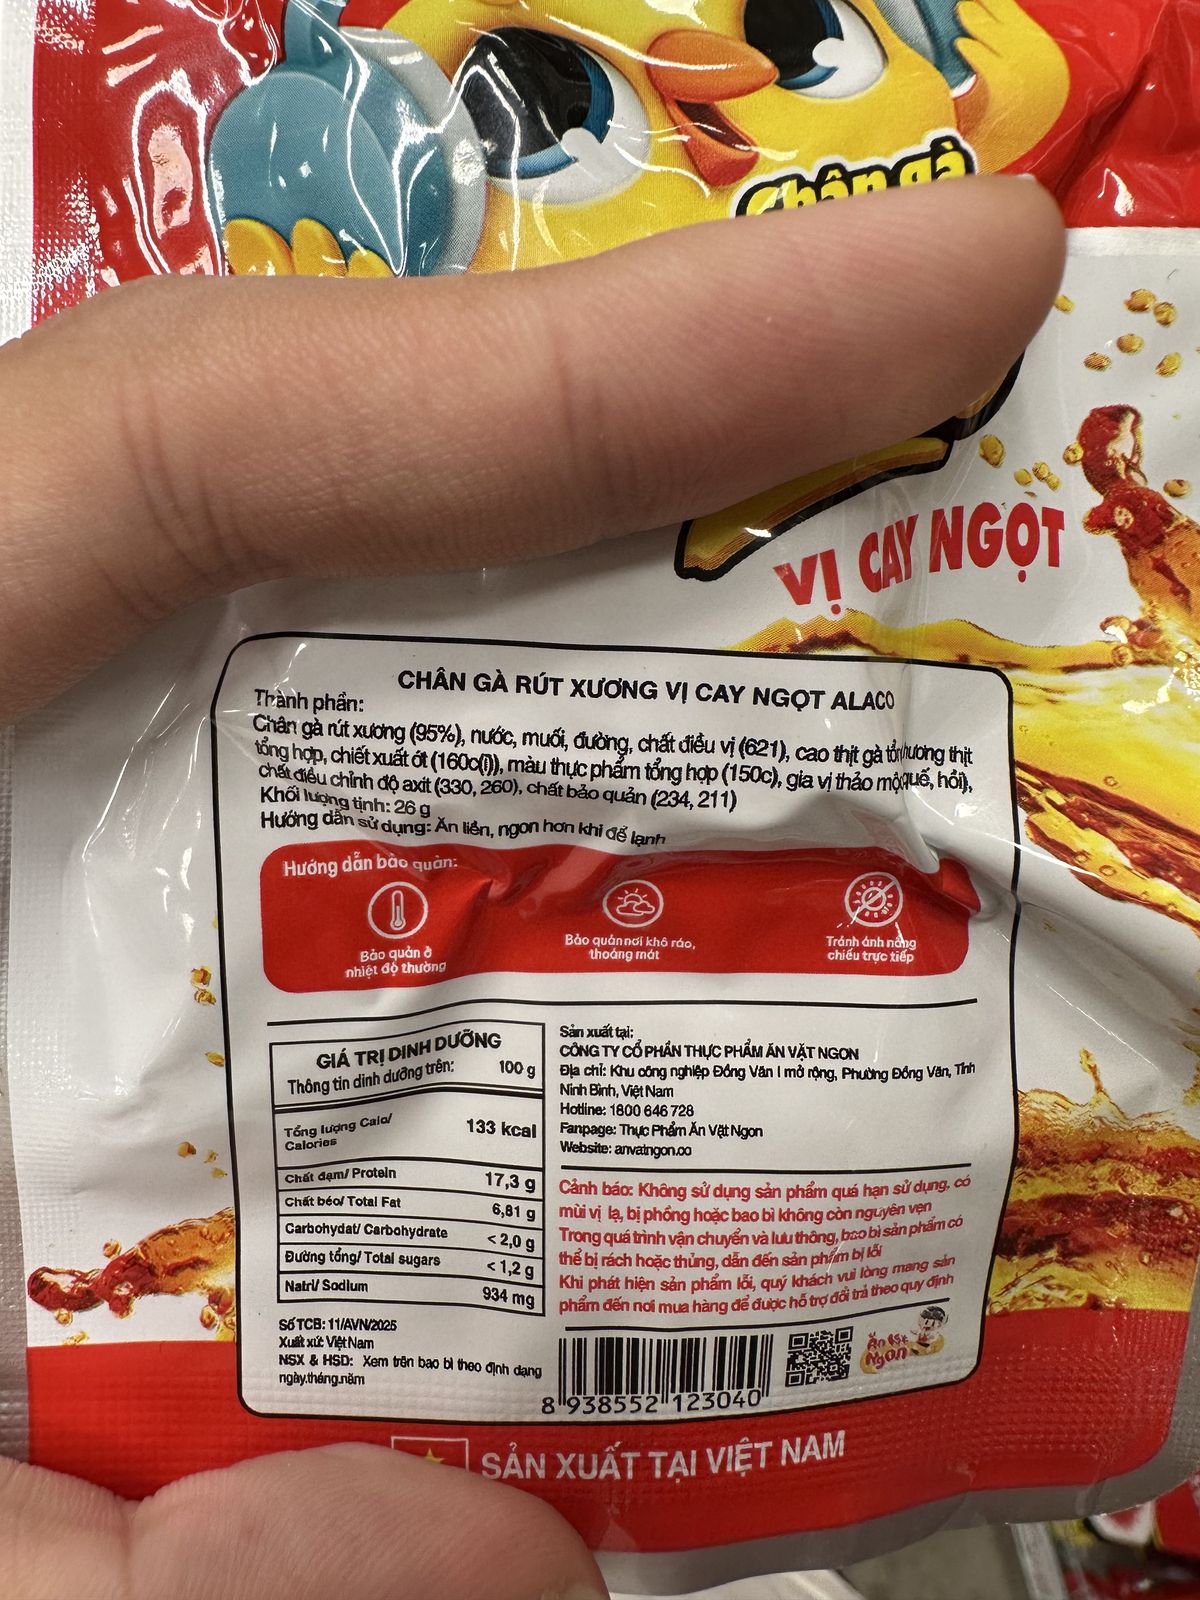 Chân gà
VỊ CAY NGỌT
CHÂN GÀ RÚT XƯƠNG VỊ CAY NGỌT ALACO
Thành phần:
Chân gà rút xương (95%), nước, muối, đường, chất điều vị (621), cao thịt gà hương thịt
tổng hợp, chiết xuất ớt (160c(i)), màu thực phẩm tổng hợp (150c), gia vị thảo quế, hồi),
chất điều chỉnh độ axit (330, 260), chất bảo quản (234, 211)
Khối lượng tịnh: 26 g
Hướng dẫn sử dụng: Ăn liền, ngon hơn khi để lạnh
Hướng dẫn bảo quản:
Bảo quản ở
nhiệt độ thường
Bảo quản nơi khô ráo,
thoáng mát
Tránh ánh nắng
chiếu trực tiếp
GIÁ TRỊ DINH DƯỠNG
Thông tin dinh dưỡng trên: 100 g
Tổng lượng Calo/
Calories 133 kcal
Chất đạm/ Protein 17,3 g
Chất béo/ Total Fat 6,81 g
Carbohydat/ Carbohydrate < 2,0 g
Đường tổng/ Total sugars < 1,2 g
Natri/ Sodium 934 mg
Số TCB: 11/AVN/2025
Xuất xứ: Việt Nam
NSX & HSD: Xem trên bao bì theo định dạng
ngày.tháng.năm
Sản xuất tại:
CÔNG TY CỔ PHẦN THỰC PHẨM ĂN VẶT NGON
Địa chỉ: Khu công nghiệp Đồng Văn I mở rộng, Phường Đồng Văn, Tỉnh
Ninh Bình, Việt Nam
Hotline: 1800 646 728
Fanpage: Thực Phẩm Ăn Vặt Ngon
Website: anvatngon.co
Cảnh báo: Không sử dụng sản phẩm quá hạn sử dụng, có
mùi vị lạ, bị phồng hoặc bao bì không còn nguyên vẹn
Trong quá trình vận chuyển và lưu thông, bao bì sản phẩm có
thể bị rách hoặc thủng, dẫn đến sản phẩm bị lỗi
Khi phát hiện sản phẩm lỗi, quý khách vui lòng mang sản
phẩm đến nơi mua hàng để được hỗ trợ đổi trả theo quy định
8 938552 123040
Ăn Vặt
Ngon
SẢN XUẤT TẠI VIỆT NAM